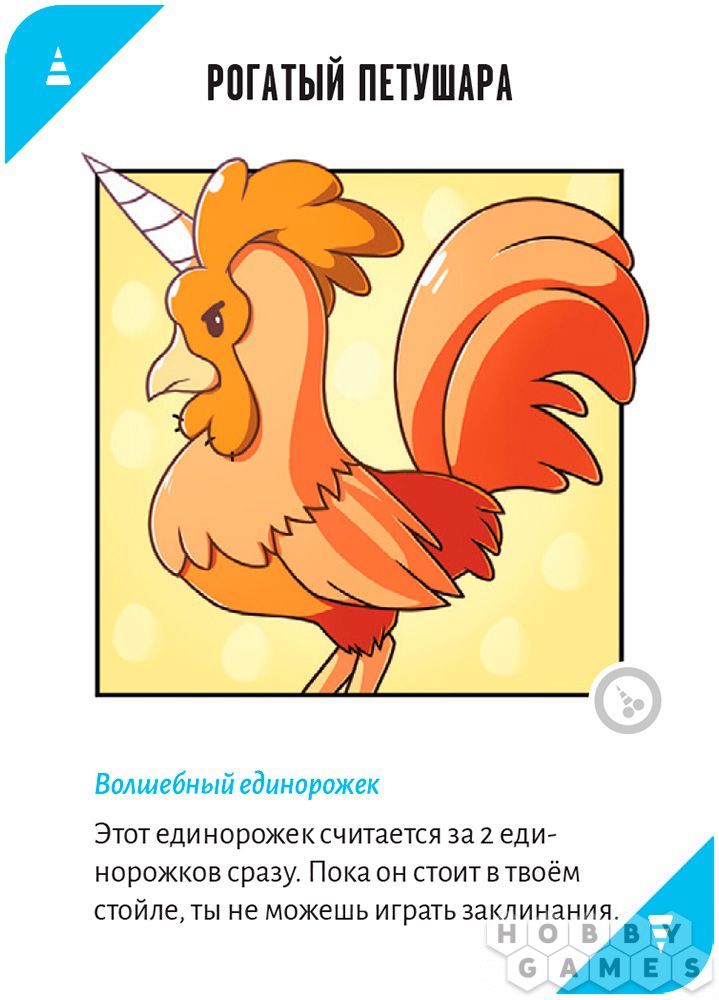 РОГАТЫЙ ПЕТУШАРА
Волшебный единорожек
Этот единорожек считается за 2 еди-
норожков сразу. Пока он стоит в твоём
стойле, ты не можешь играть заклинания.
HOBBY
GAMES